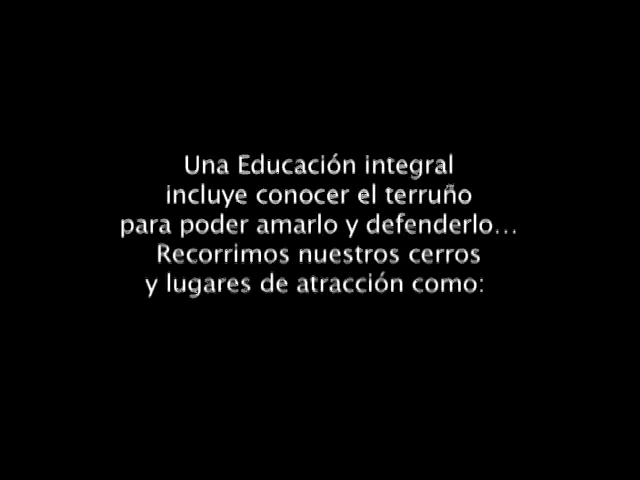 Una Educación integral
incluye conocer el terruño
para poder amarlo y defenderlo...
Recorrimos nuestros cerros
y lugares de atracción como: